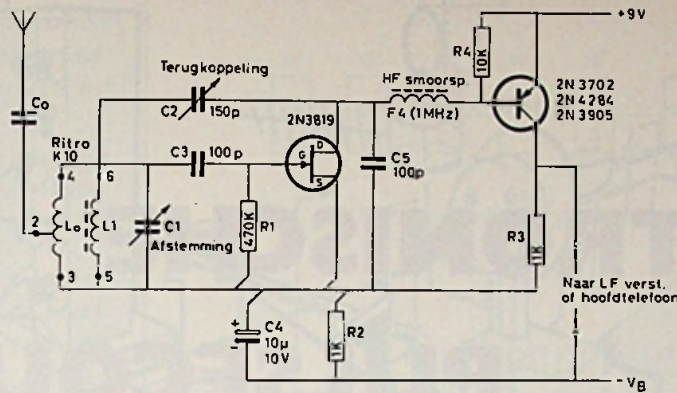 +9V
R4
10K
Terugkoppeling
HF smoorsp.
F4 (1MHz)
2N3702
2N4284
2N3905
Co
C2
150p
2N3819
Ritro
K10
C3
100p
G
D
S
C5
100p
4
6
2
Lo
L1
C1
Afstemming
R1
470K
R3
1K
3
5
Naar LF verst.
of hoofdtelefoon
+
C4
-
10µ
10V
R2
1K
-VB